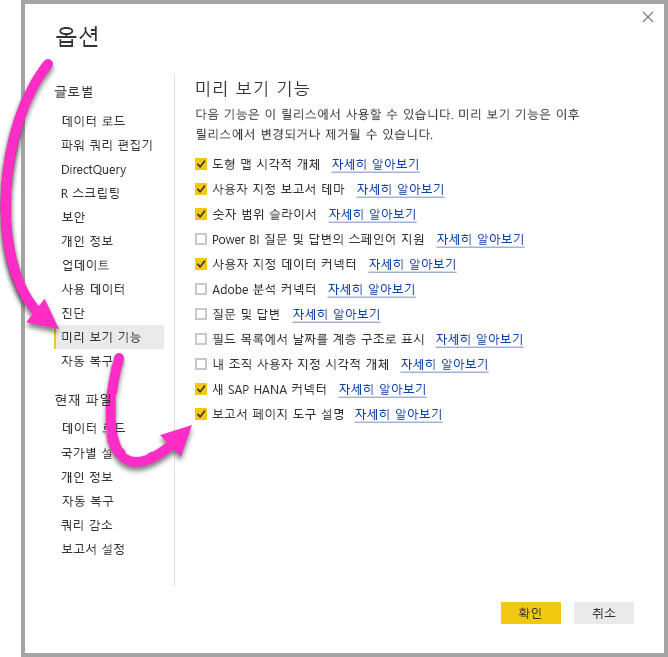 옵션
글로벌
데이터 로드
파워 쿼리 편집기
DirectQuery
R 스크립팅
보안
개인 정보
업데이트
사용 데이터
진단
미리 보기 기능
자동 복구
현재 파일
데이터 로드
국가별 설
개인 정보
자동 복구
쿼리 감소
보고서 설정
미리 보기 기능
다음 기능은 이 릴리스에서 사용할 수 있습니다. 미리 보기 기능은 이후
릴리스에서 변경되거나 제거될 수 있습니다.
도형 맵 시각적 개체 자세히 알아보기
사용자 지정 보고서 테마 자세히 알아보기
숫자 범위 슬라이서 자세히 알아보기
Power BI 질문 및 답변의 스페인어 지원 자세히 알아보기
사용자 지정 데이터 커넥터 자세히 알아보기
Adobe 분석 커넥터 자세히 알아보기
질문 및 답변 자세히 알아보기
필드 목록에서 날짜를 계층 구조로 표시 자세히 알아보기
내 조직 사용자 지정 시각적 개체 자세히 알아보기
새 SAP HANA 커넥터 자세히 알아보기
보고서 페이지 도구 설명 자세히 알아보기
확인
취소